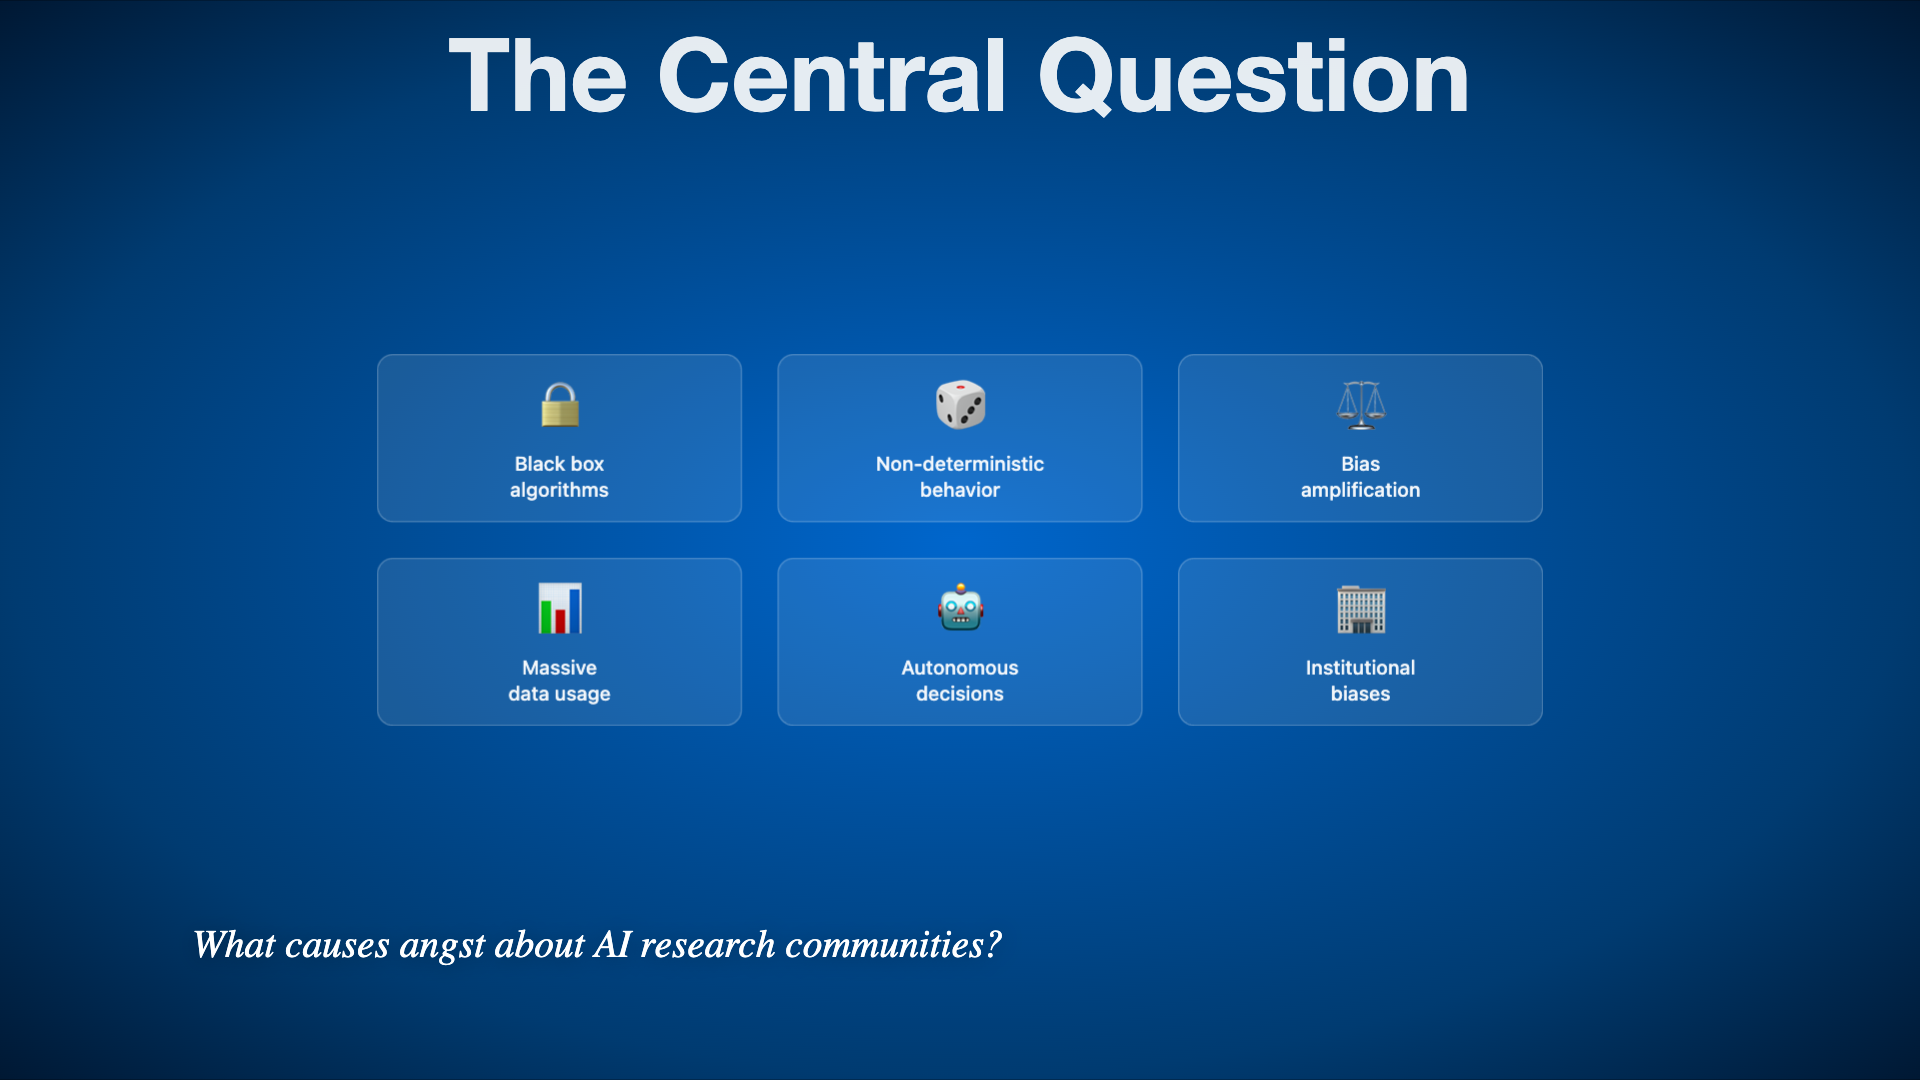 The Central Question
Black box
algorithms
Non-deterministic
behavior
Bias
amplification
Massive
data usage
Autonomous
decisions
Institutional
biases
What causes angst about AI research communities?